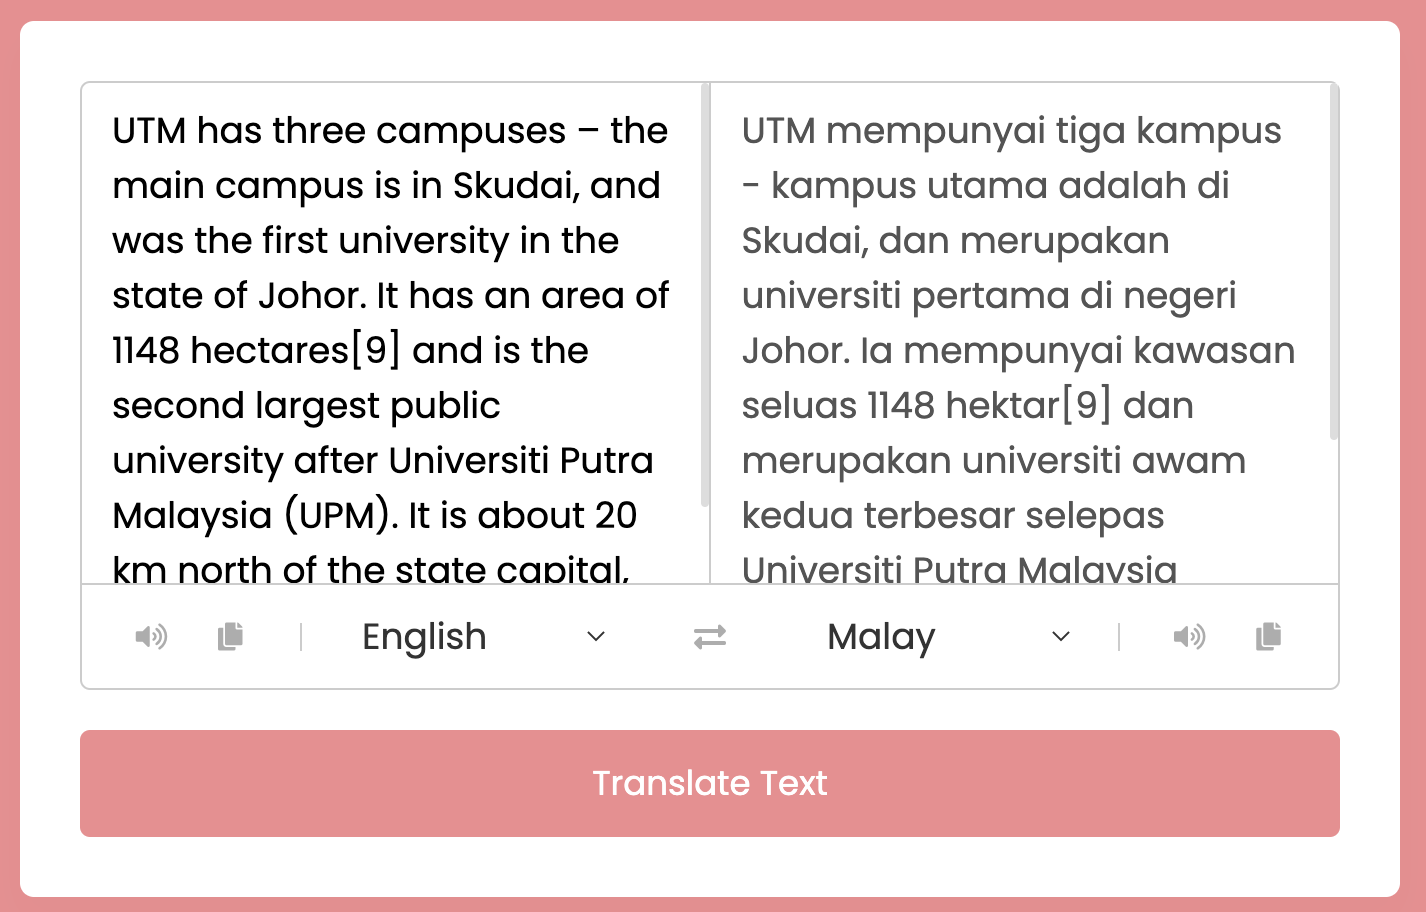 UTM has three campuses – the
main campus is in Skudai, and
was the first university in the
state of Johor. It has an area of
1148 hectares[9] and is the
second largest public
university after Universiti Putra
Malaysia (UPM). It is about 20
km north of the state capital,
UTM mempunyai tiga kampus
- kampus utama adalah di
Skudai, dan merupakan
universiti pertama di negeri
Johor. Ia mempunyai kawasan
seluas 1148 hektar[9] dan
merupakan universiti awam
kedua terbesar selepas
Universiti Putra Malaysia
English
Malay
Translate Text